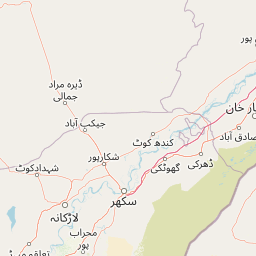 پور
ڈیرہ مراد
جمالی
یار خان
جیکب آباد
صادق آباد
کندھ کوٹ
شکارپور
گھوٹکی
ڈھرکی
شہدادکوٹ
سکھر
لاڑکانہ
محراب
پور